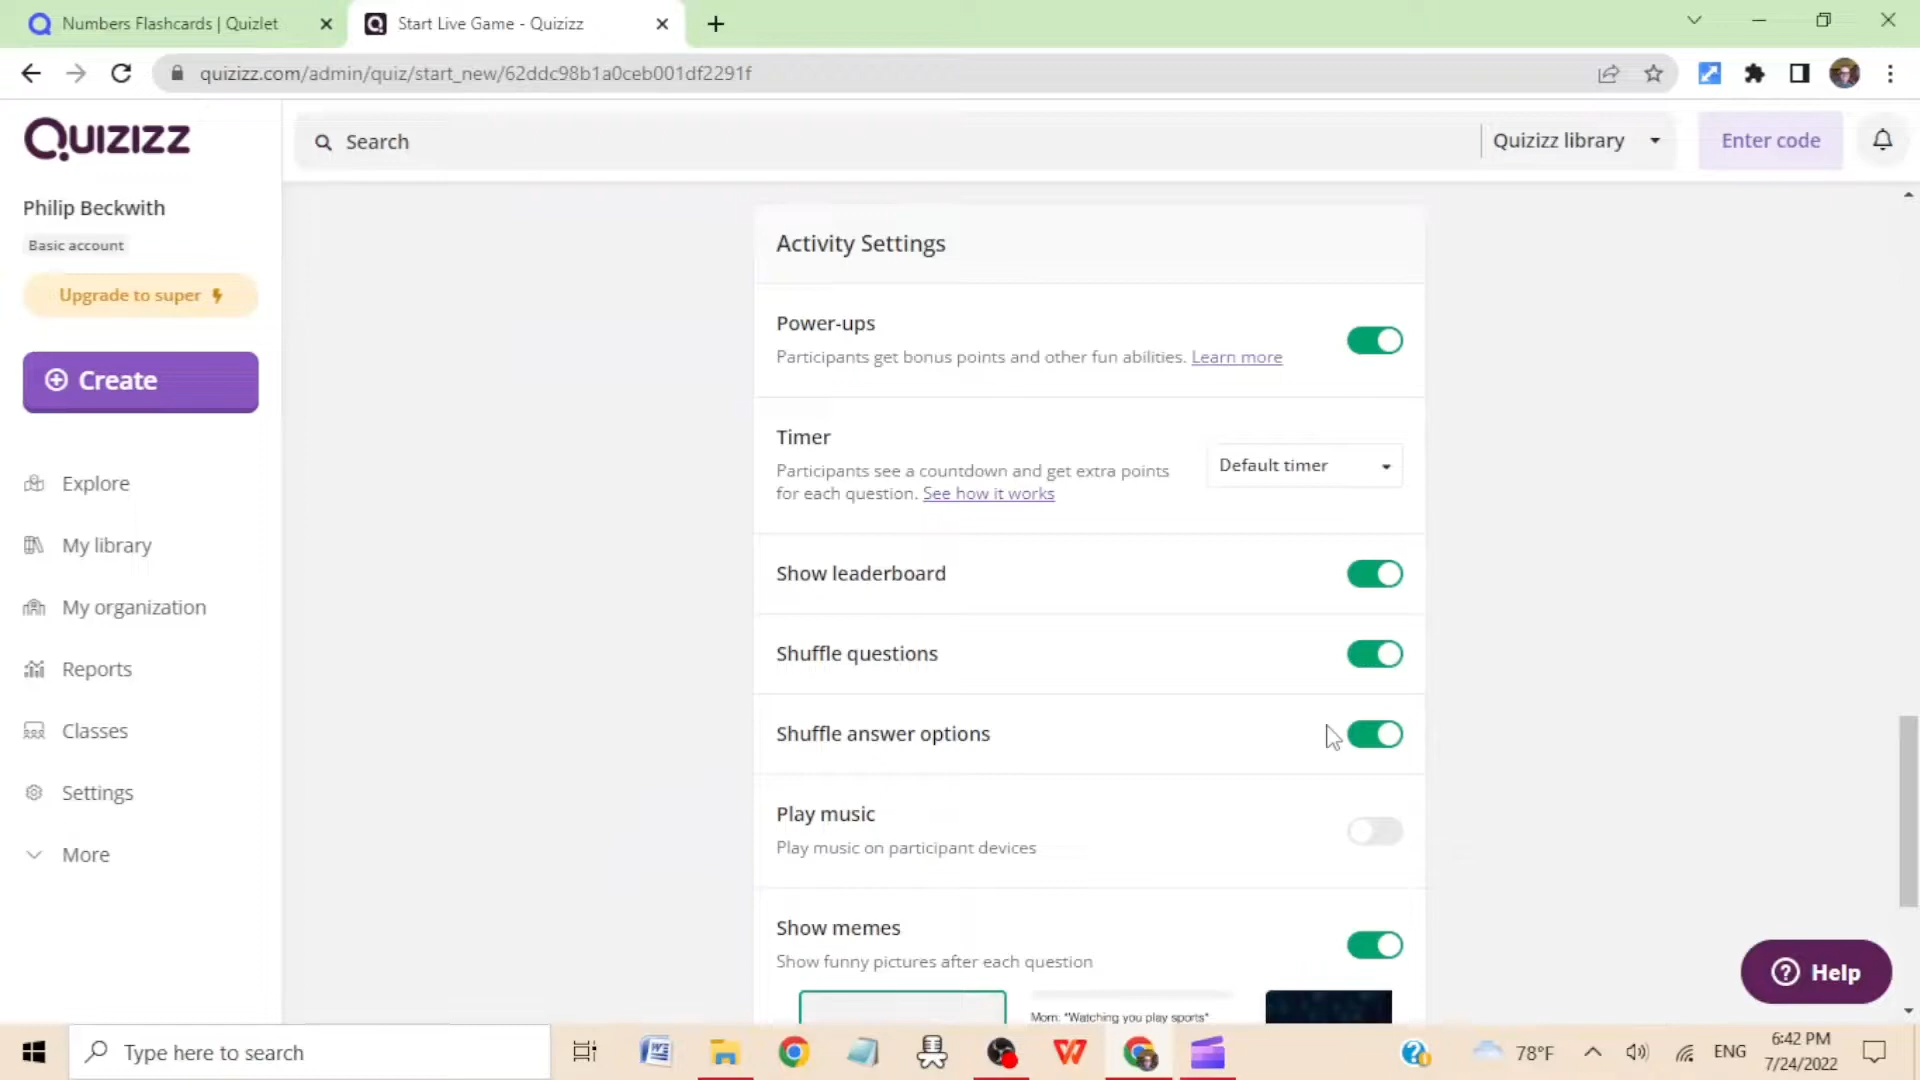 Numbers Flashcards | Quizlet
Start Live Game - Quizizz
quizizz.com/admin/quiz/start_new/62ddc98b1a0ceb001df2291f
QUIZIZZ
Search
Quizizz library
Enter code
Philip Beckwith
Basic account
Upgrade to super
Create
Explore
My library
My organization
Reports
Classes
Settings
More
Activity Settings
Power-ups
Participants get bonus points and other fun abilities. Learn more
Timer
Participants see a countdown and get extra points
for each question. See how it works
Default timer
Show leaderboard
Shuffle questions
Shuffle answer options
Play music
Play music on participant devices
Show memes
Show funny pictures after each question
Mom: "Watching you play sports"
Help
Type here to search
78°F
ENG
6:42 PM
7/24/2022